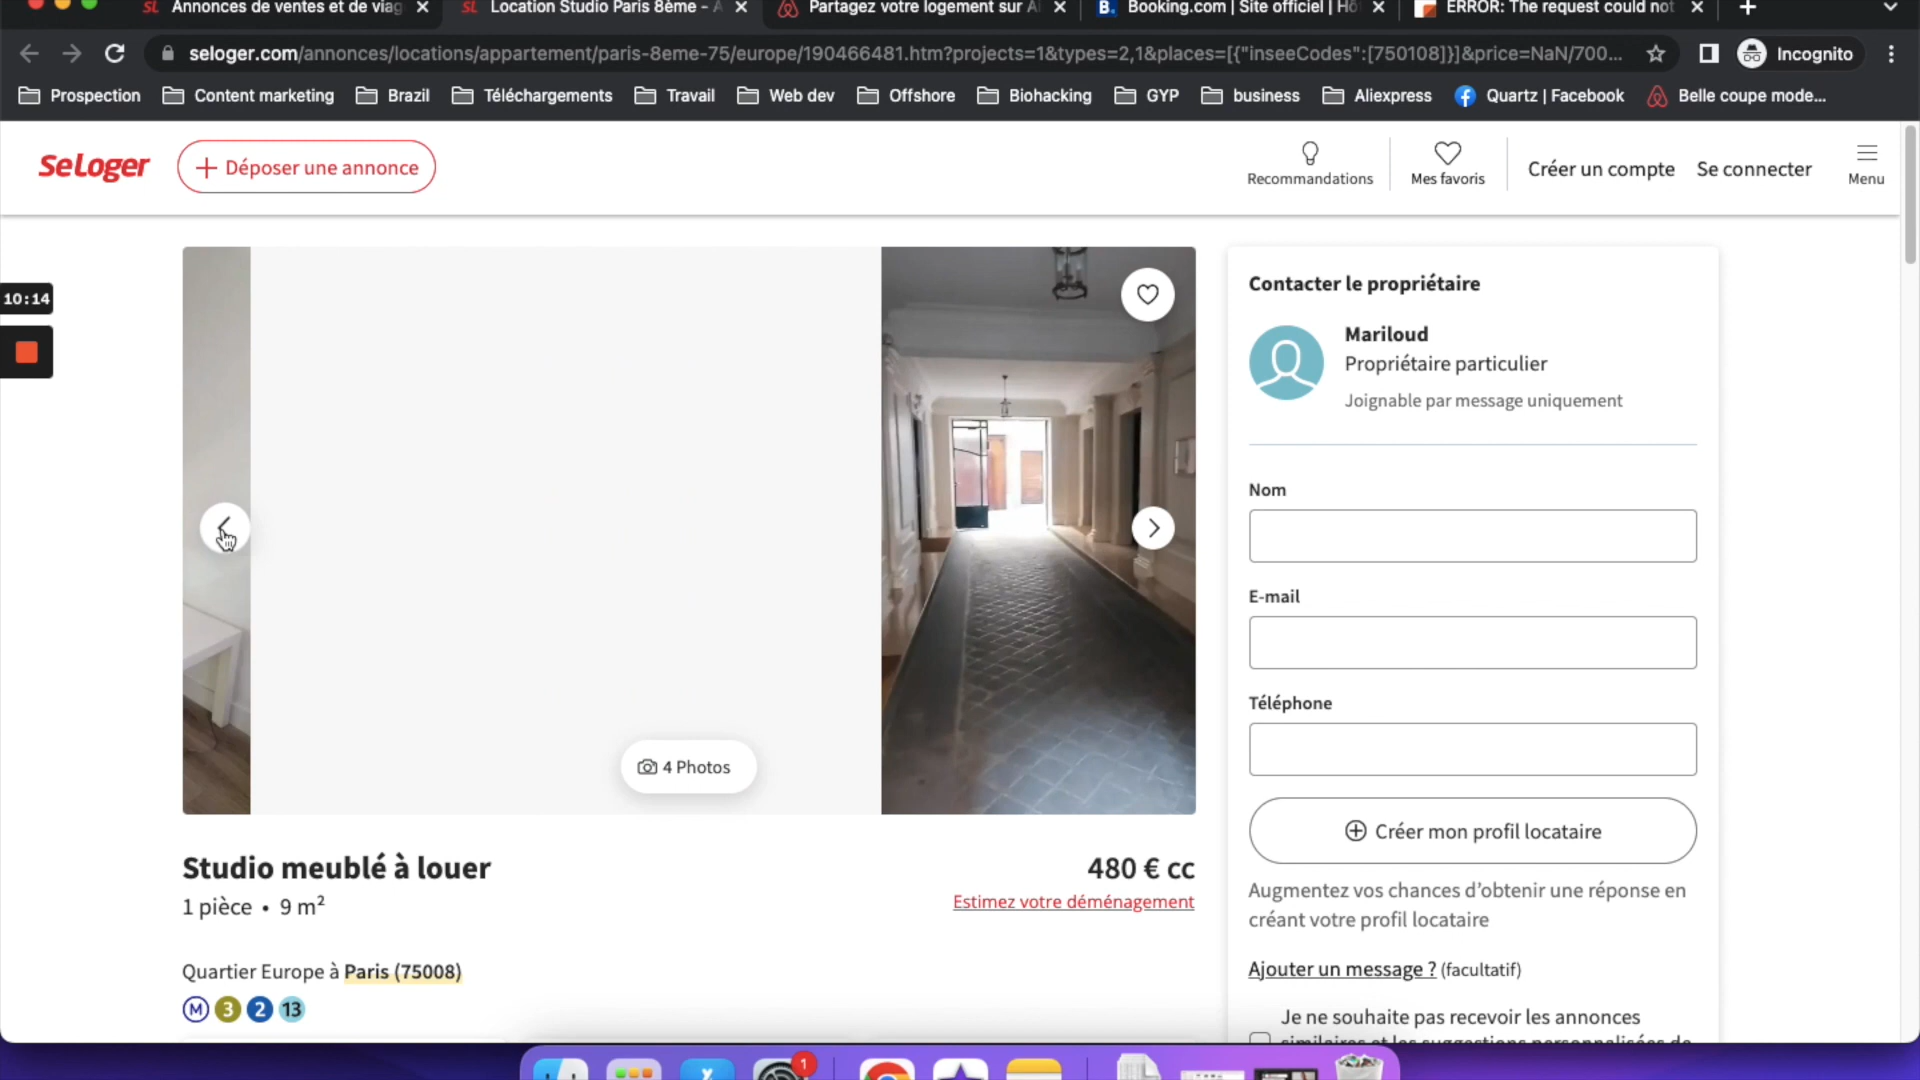 Annonces de ventes et de viag
Location Studio Paris 8ème - A
Partagez votre logement sur Ai
Booking.com | Site officiel | Hô
ERROR: The request could not
seloger.com/annonces/locations/appartement/paris-8eme-75/europe/190466481.htm?projects=1&types=2,1&places=[{"inseeCodes":[750108]}]&price=NaN/700...
Incognito
Prospection
Content marketing
Brazil
Téléchargements
Travail
Web dev
Offshore
Biohacking
GYP
business
Aliexpress
Quartz | Facebook
Belle coupe mode...
SeLoger
Déposer une annonce
Recommandations
Mes favoris
Créer un compte
Se connecter
Menu
10:14
4 Photos
Studio meublé à louer
480 € cc
1 pièce • 9 m²
Estimez votre déménagement
Quartier Europe à Paris (75008)
M 3 2 13
Contacter le propriétaire
Mariloud
Propriétaire particulier
Joignable par message uniquement
Nom
E-mail
Téléphone
Créer mon profil locataire
Augmentez vos chances d'obtenir une réponse en
créant votre profil locataire
Ajouter un message ? (facultatif)
Je ne souhaite pas recevoir les annonces
similaires et les suggestions personnalisées de
1